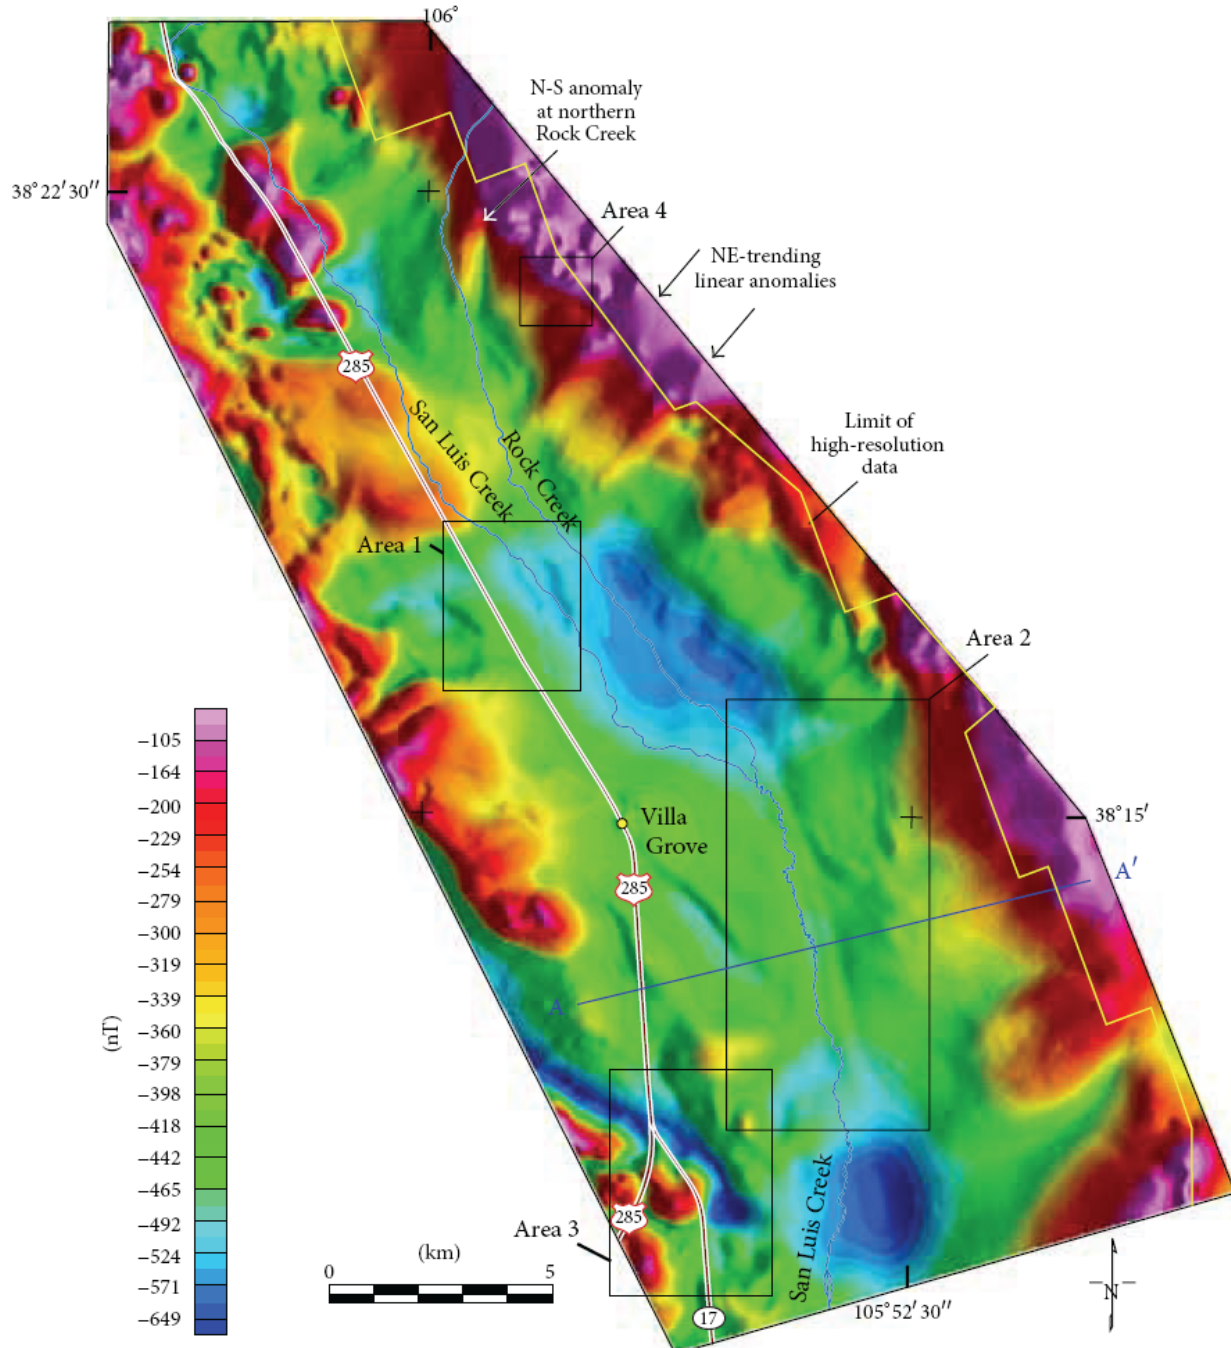 106°
N-S anomaly
at northern
Rock Creek
38°22′30″
Area 4
NE-trending
linear anomalies
285
San Luis Creek
Rock Creek
Limit of
high-resolution
data
Area 1
Area 2
38°15′
Villa
Grove
285
A′
A
−105
−164
−200
−229
−254
−279
−300
−319
−339
−360
−379
−398
−418
−442
−465
−492
−524
−571
−649
(nT)
San Luis Creek
285
Area 3
(km)
0 5
17
105°52′30″
N